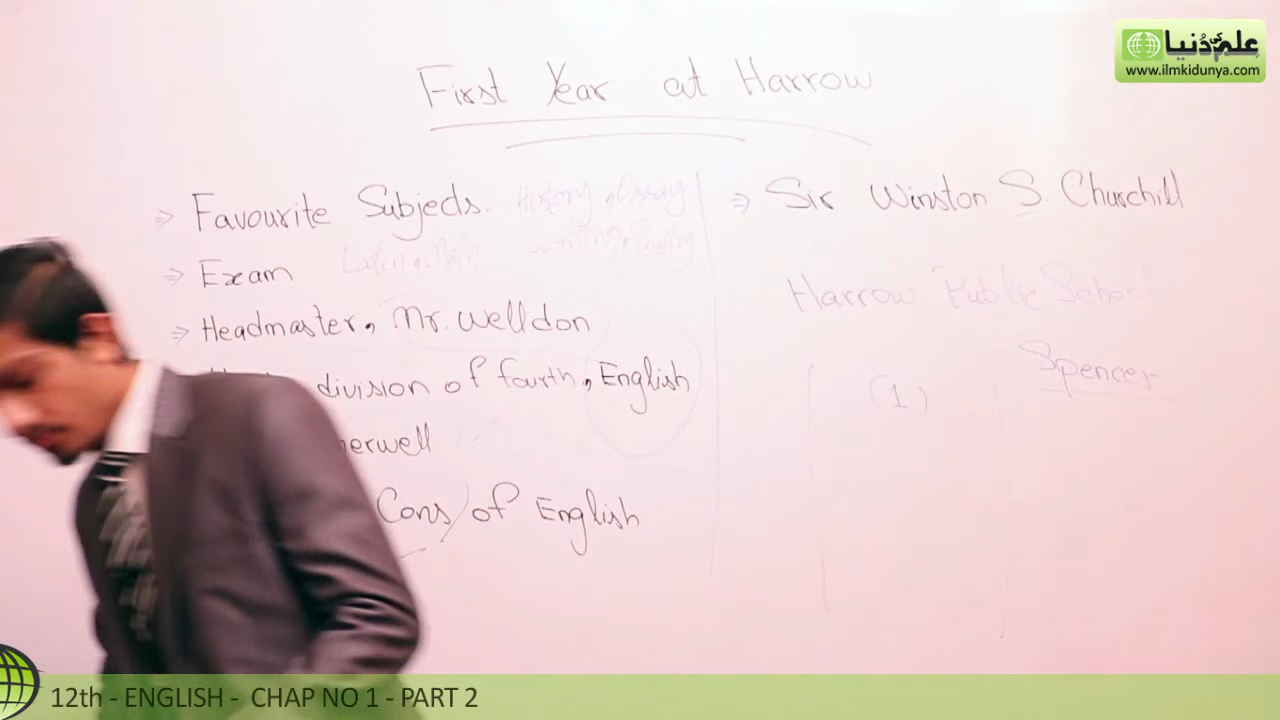 علم کی دُنیا
www.ilmkidunya.com
First Year at Harrow
⇒ Favourite Subjects. History, Essay
writing, Poetry
⇒ Exam Latin,
⇒ Headmaster, Mr. Welldon
division of fourth, English
erwell
Cons/of English
⇒ Sir Winston S. Churchill
Harrow Public School
Spencer
(1)
12th - ENGLISH - CHAP NO 1 - PART 2